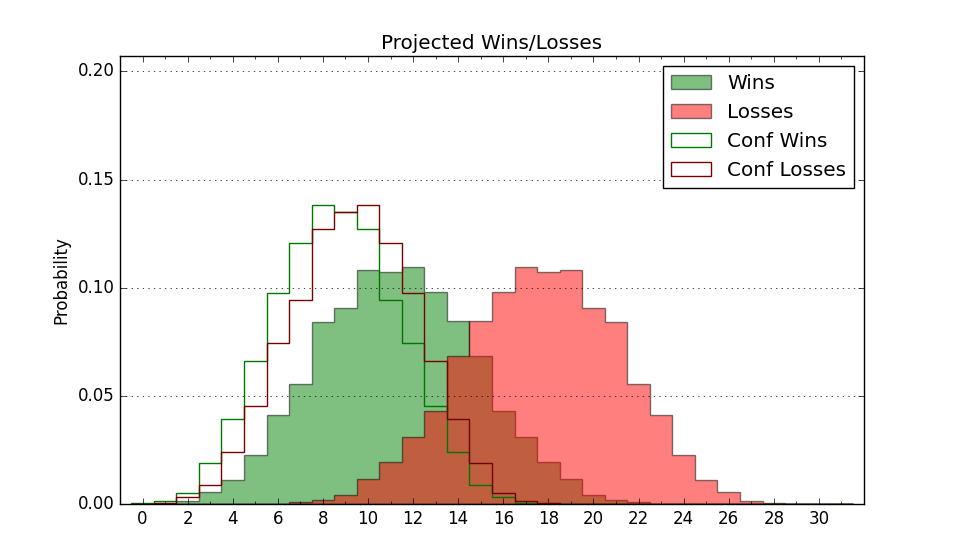 Projected Wins/Losses
0.20
0.15
0.10
0.05
0.00
Probability
Wins
Losses
Conf Wins
Conf Losses
0 2 4 6 8 10 12 14 16 18 20 22 24 26 28 30